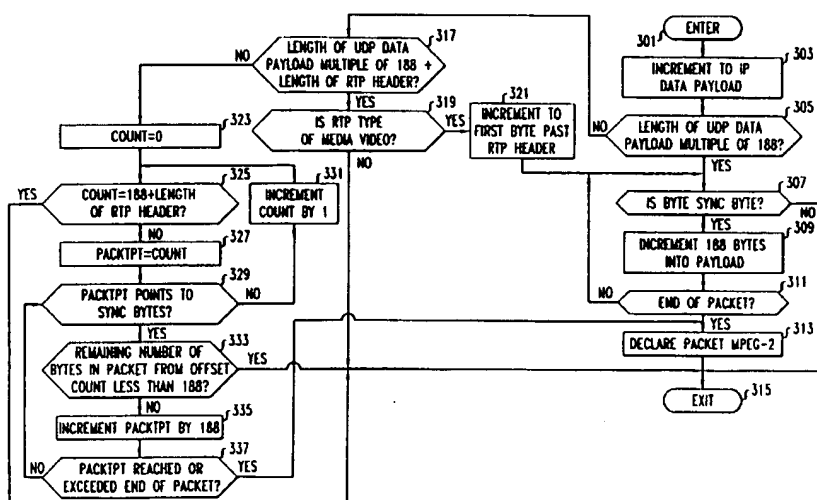 317
NO
LENGTH OF UDP DATA
PAYLOAD MULTIPLE OF 188 +
LENGTH OF RTP HEADER?
YES
323
COUNT=0
319
IS RTP TYPE
OF MEDIA VIDEO?
YES
NO
321
INCREMENT TO
FIRST BYTE PAST
RTP HEADER
301
ENTER
303
INCREMENT TO IP
DATA PAYLOAD
305
NO
LENGTH OF UDP DATA
PAYLOAD MULTIPLE OF 188?
YES
325
YES
COUNT=188+LENGTH
OF RTP HEADER?
NO
331
INCREMENT
COUNT BY 1
307
IS BYTE SYNC BYTE?
NO
YES
309
INCREMENT 188 BYTES
INTO PAYLOAD
327
PACKTPT=COUNT
329
PACKTPT POINTS TO
SYNC BYTES?
NO
YES
311
NO
END OF PACKET?
YES
313
DECLARE PACKET MPEG-2
333
REMAINING NUMBER OF
BYTES IN PACKET FROM OFFSET
COUNT LESS THAN 188?
YES
NO
EXIT
315
335
INCREMENT PACKTPT BY 188
337
NO
PACKTPT REACHED OR
EXCEEDED END OF PACKET?
YES